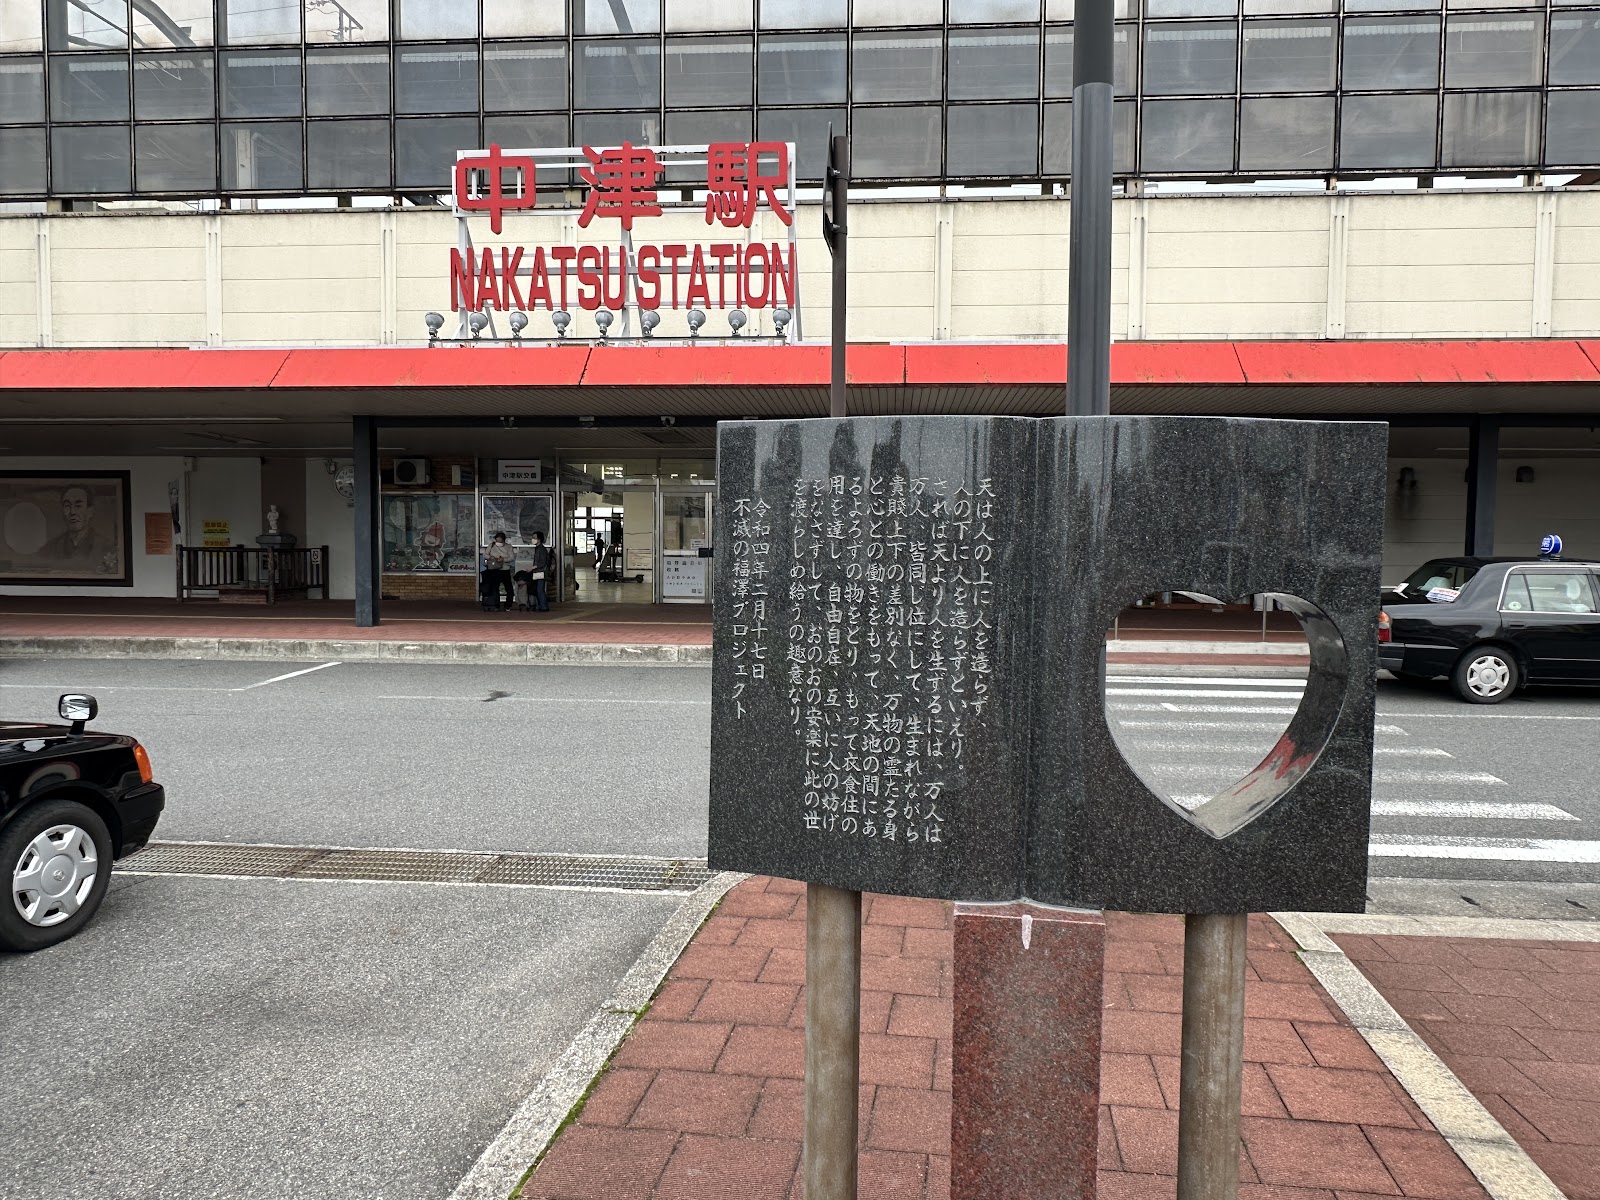 中津駅
NAKATSU STATION
天は人の上に人を造らず、
人の下に人を造らずといえり。
されば天より人を生ずるには、万人は
万人　皆同じ位にして、生まれながら
貴賤上下の差別なく、万物の霊たる身
と心との働きをもって、天地の間にあ
るよろずの物をとり、もって衣食住の
用を達し、自由自在、互いに人の妨げ
をなさずして、おのおの安楽に此の世
を渡らしめ給うの趣意なり。
令和四年二月十七日
不滅の福澤プロジェクト